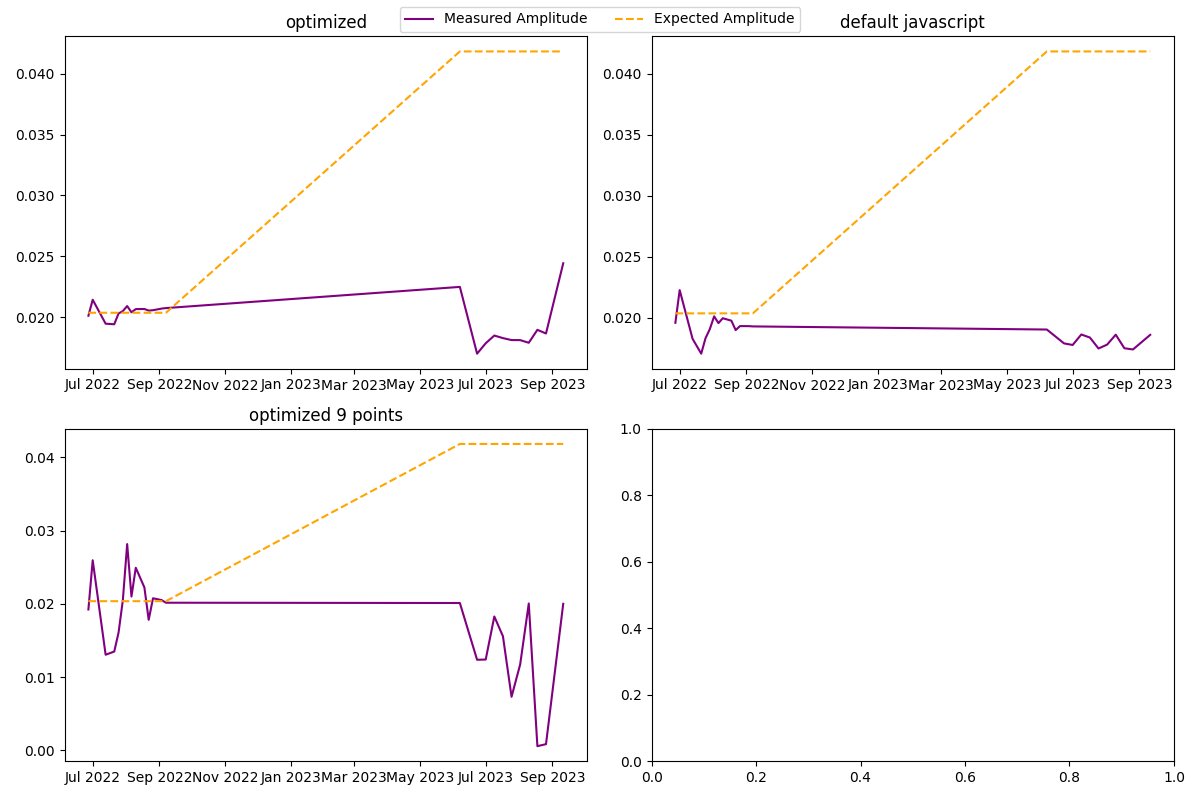 Measured Amplitude Expected Amplitude
optimized
0.040
0.035
0.030
0.025
0.020
Jul 2022 Sep 2022 Nov 2022 Jan 2023 Mar 2023 May 2023 Jul 2023 Sep 2023
default javascript
0.040
0.035
0.030
0.025
0.020
Jul 2022 Sep 2022 Nov 2022 Jan 2023 Mar 2023 May 2023 Jul 2023 Sep 2023
optimized 9 points
0.04
0.03
0.02
0.01
0.00
Jul 2022 Sep 2022 Nov 2022 Jan 2023 Mar 2023 May 2023 Jul 2023 Sep 2023
1.0
0.8
0.6
0.4
0.2
0.0
0.0 0.2 0.4 0.6 0.8 1.0